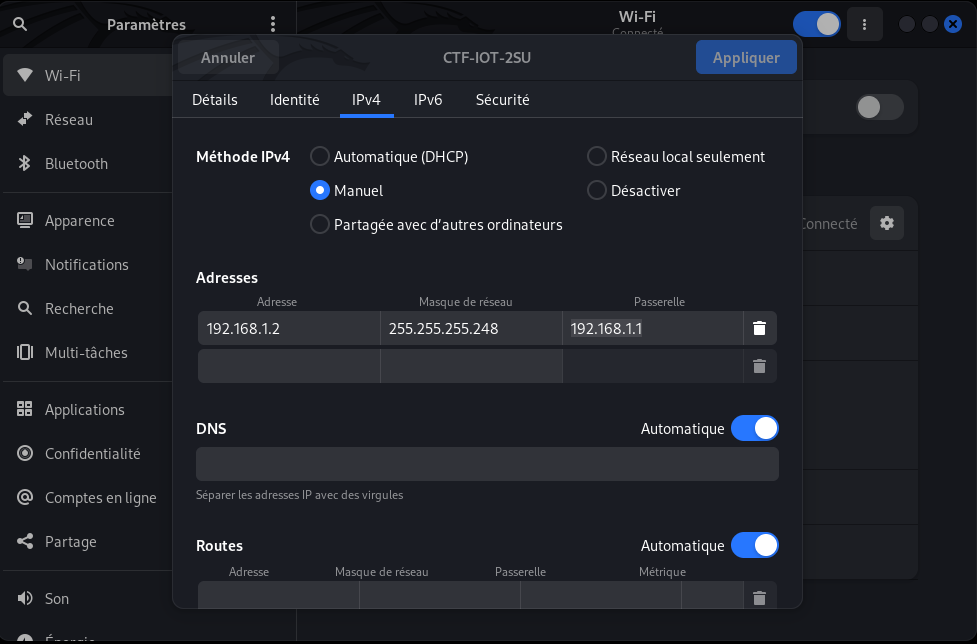 Paramètres
Wi-Fi
Connecté
Annuler
CTF-IOT-2SU
Appliquer
Wi-Fi
Réseau
Bluetooth
Apparence
Notifications
Recherche
Multi-tâches
Applications
Confidentialité
Comptes en ligne
Partage
Son
Énergie
Détails
Identité
IPv4
IPv6
Sécurité
Méthode IPv4
Automatique (DHCP)
Réseau local seulement
Manuel
Désactiver
Partagée avec d’autres ordinateurs
Connecté
Adresses
Adresse Masque de réseau Passerelle
192.168.1.2 255.255.255.248 192.168.1.1
DNS Automatique
Séparer les adresses IP avec des virgules
Routes Automatique
Adresse Masque de réseau Passerelle Métrique